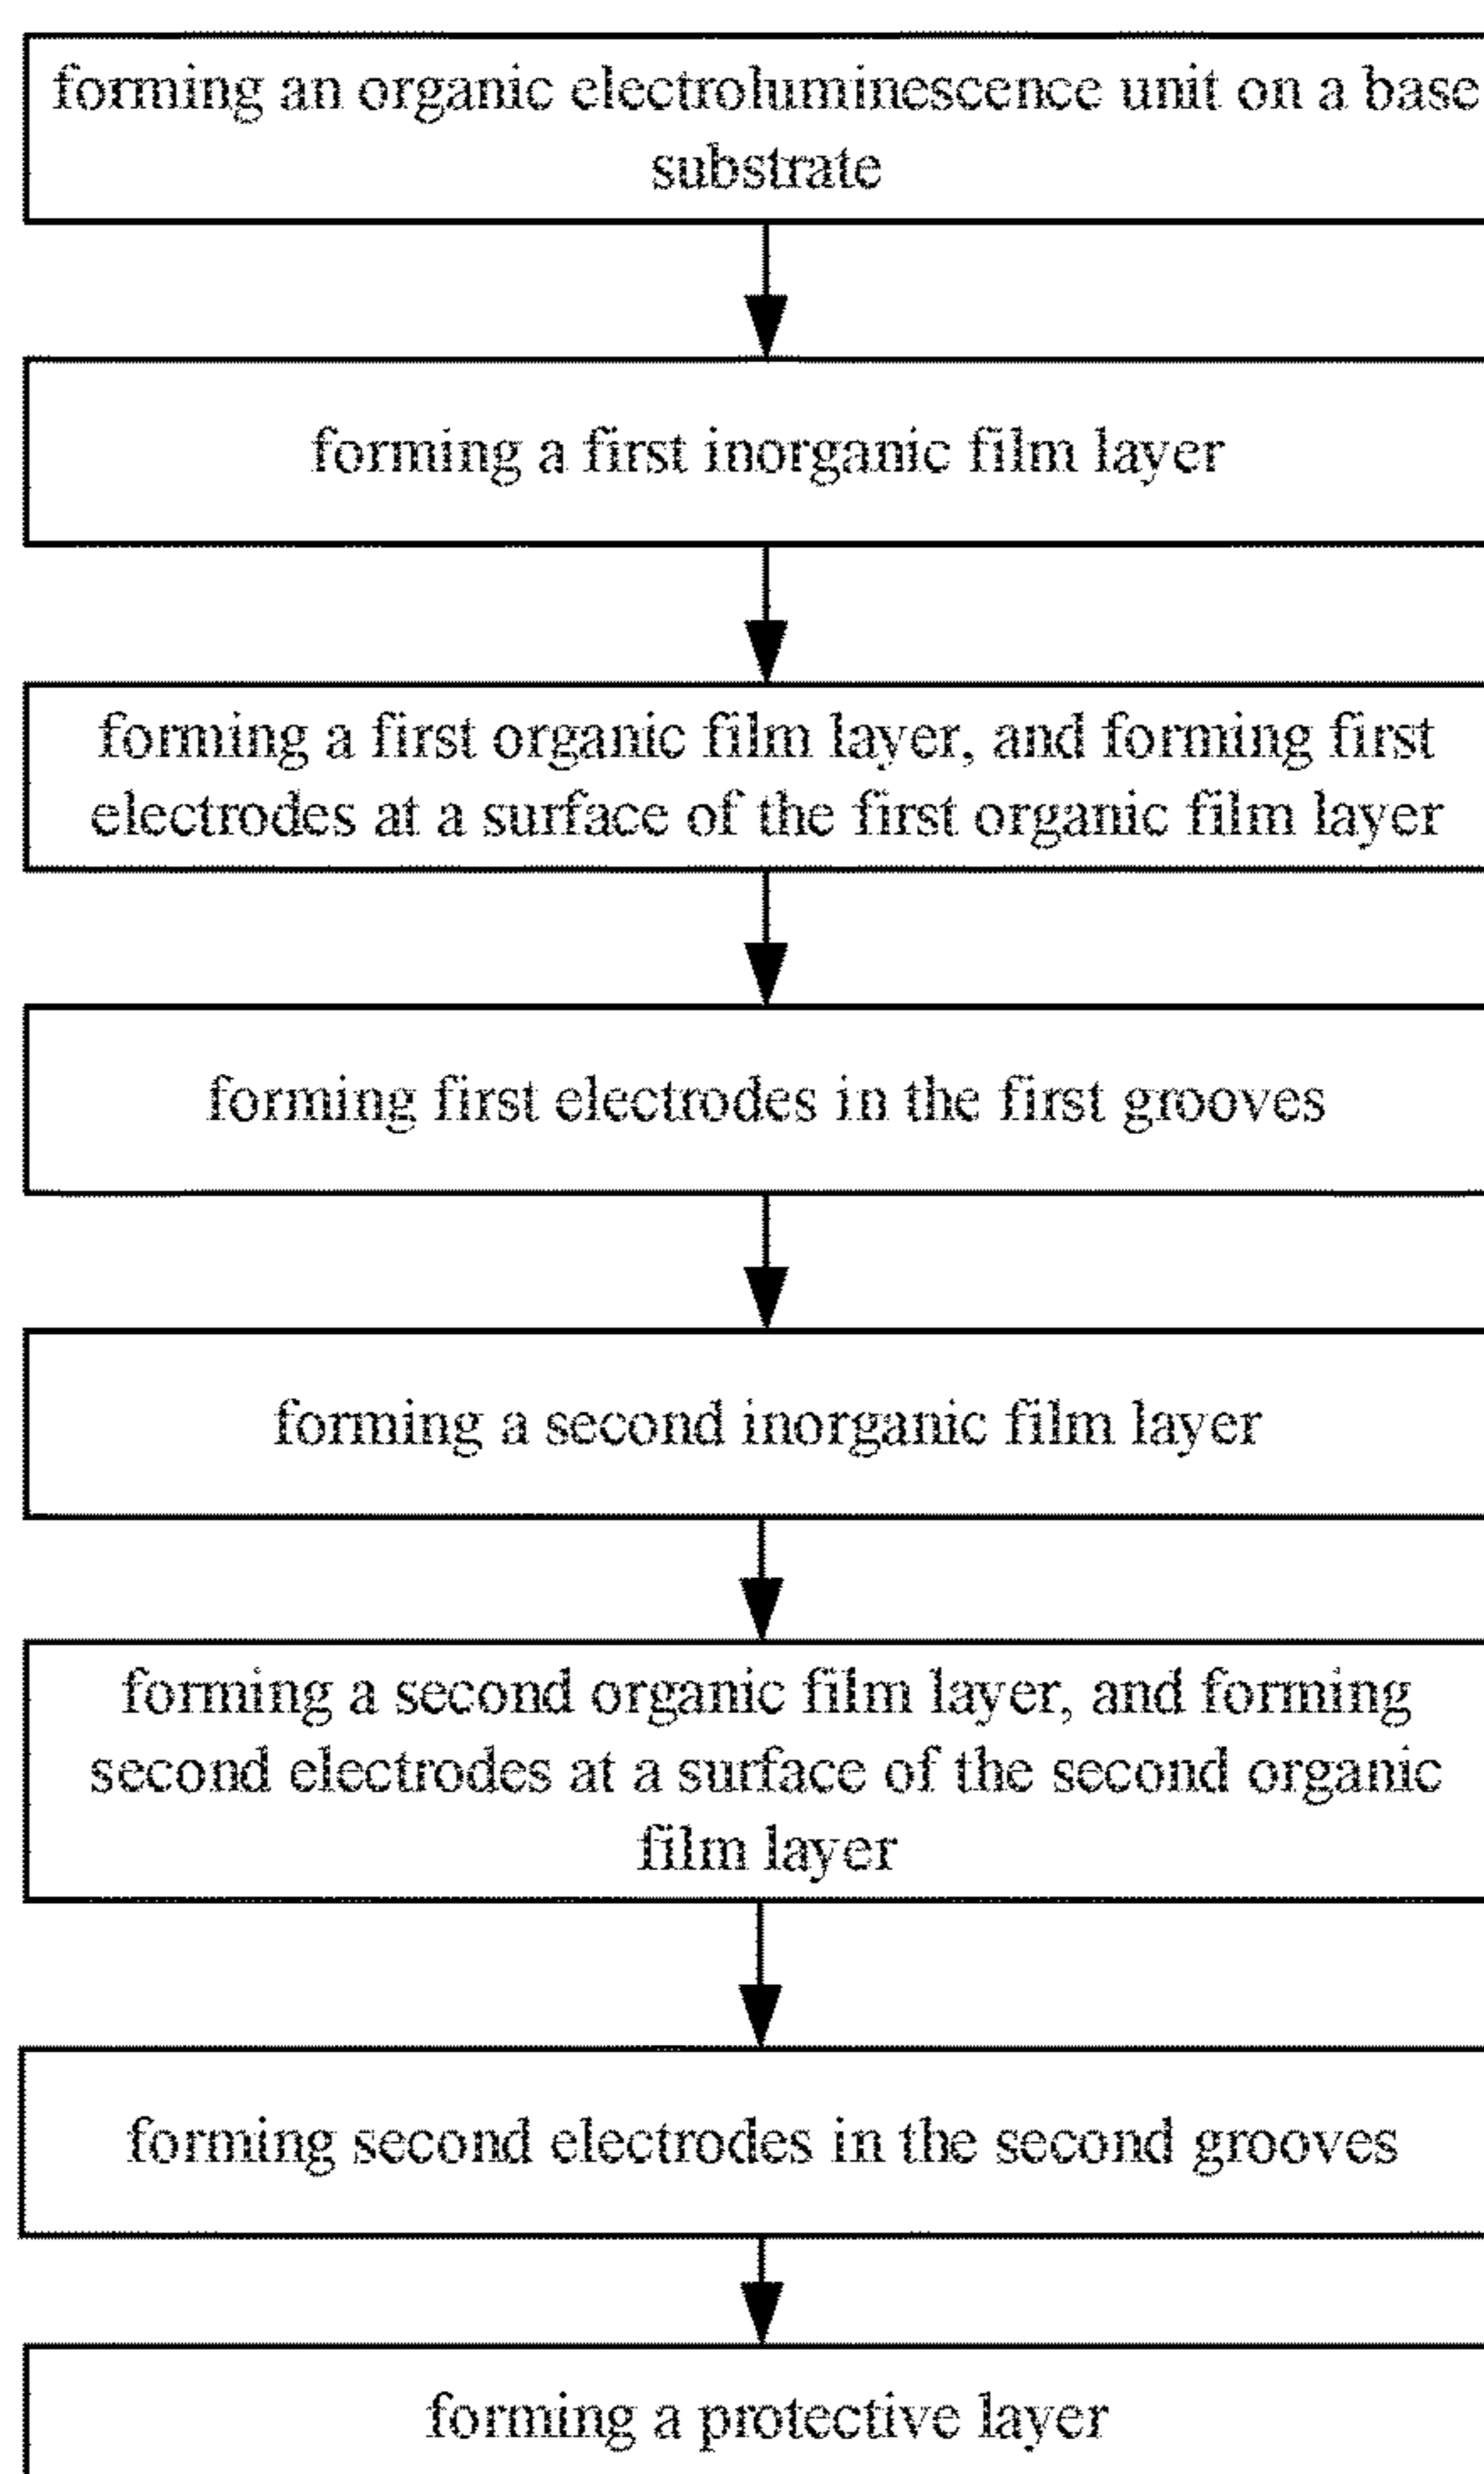 forming an organic electroluminescence unit on a base
substrate
forming a first inorganic film layer
forming a first organic film layer, and forming first
electrodes at a surface of the first organic film layer
forming first electrodes in the first grooves
forming a second inorganic film layer
forming a second organic film layer, and forming
second electrodes at a surface of the second organic
film layer
forming second electrodes in the second grooves
forming a protective layer